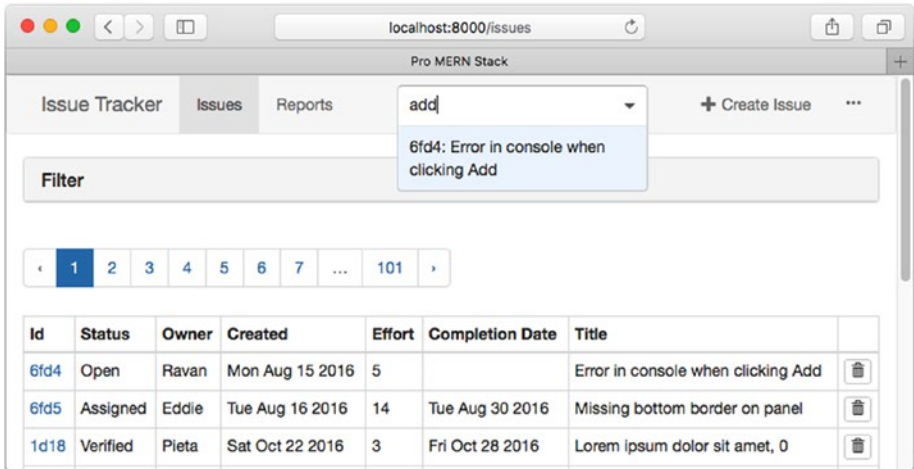 localhost:8000/issues
Pro MERN Stack
Issue Tracker Issues Reports add Create Issue ...
6fd4: Error in console when
clicking Add
Filter
‹ 1 2 3 4 5 6 7 ... 101 ›
Id Status Owner Created Effort Completion Date Title
6fd4 Open Ravan Mon Aug 15 2016 5 Error in console when clicking Add
6fd5 Assigned Eddie Tue Aug 16 2016 14 Tue Aug 30 2016 Missing bottom border on panel
1d18 Verified Pieta Sat Oct 22 2016 3 Fri Oct 28 2016 Lorem ipsum dolor sit amet, 0